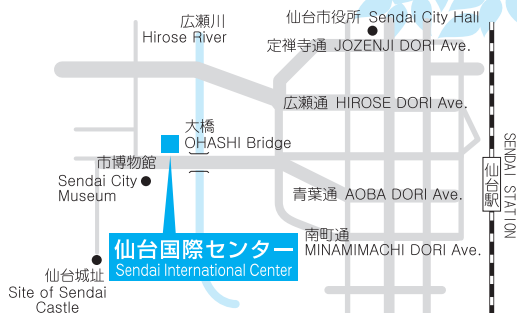 広瀬川
Hirose River
仙台市役所 Sendai City Hall
定禅寺通 JOZENJI DORI Ave.
広瀬通 HIROSE DORI Ave.
大橋
OHASHI Bridge
市博物館
Sendai City
Museum
青葉通 AOBA DORI Ave.
仙台駅
SENDAI STATION
南町通
MINAMIMACHI DORI Ave.
仙台国際センター
Sendai International Center
仙台城址
Site of Sendai
Castle